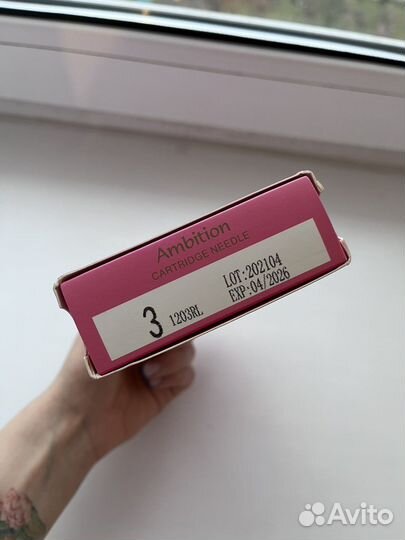 Ambition
CARTRIDGE NEEDLE
3 1203RL
LOT:202104
EXP:04/2026
Avito